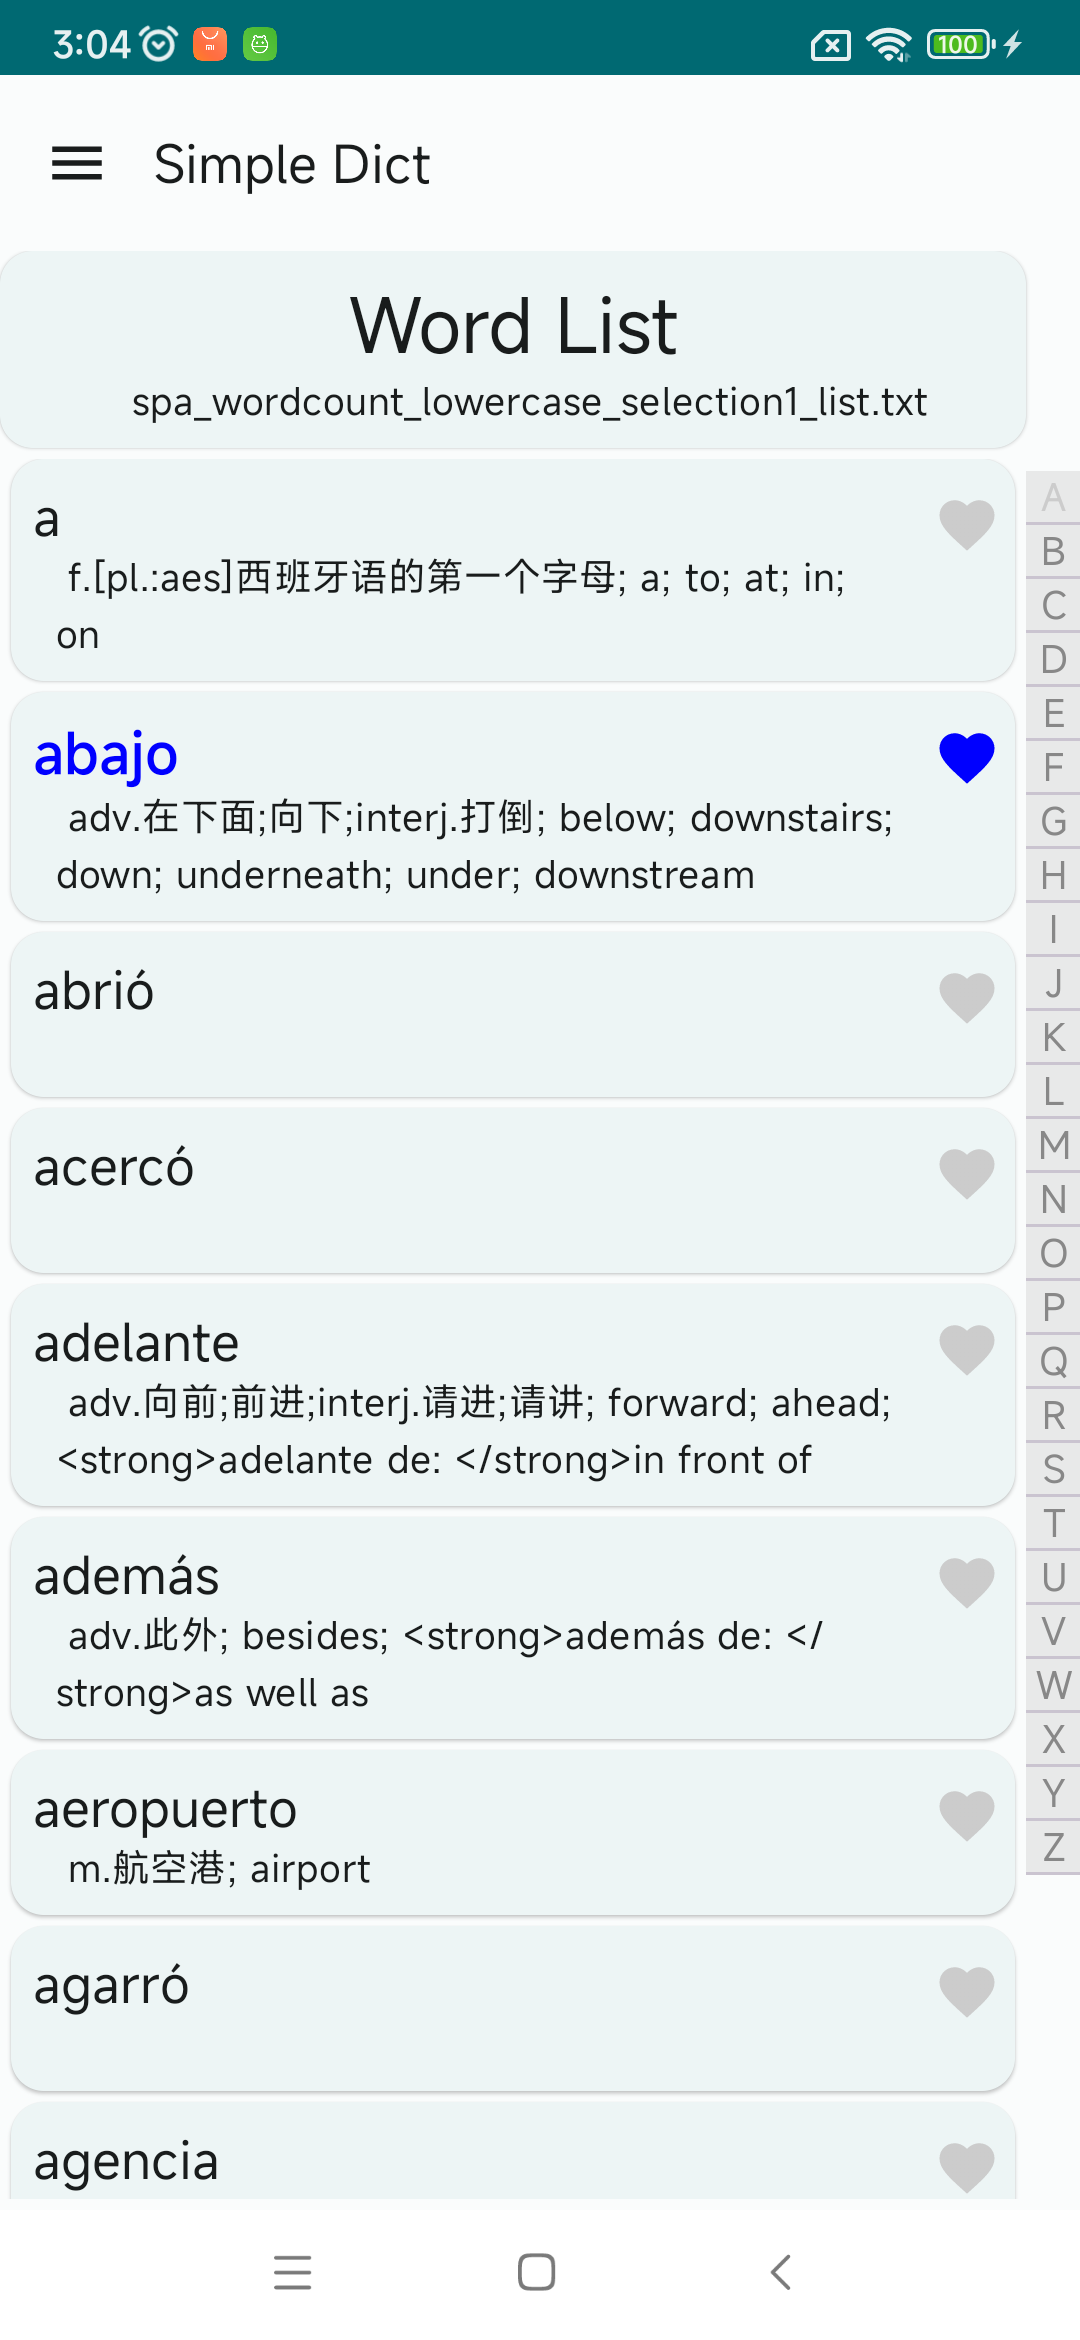 3:04
100
Simple Dict
Word List
spa_wordcount_lowercase_selection1_list.txt
a
f.[pl.:aes]西班牙语的第一个字母; a; to; at; in;
on
abajo
adv.在下面;向下;interj.打倒; below; downstairs;
down; underneath; under; downstream
abrió
acercó
adelante
adv.向前;前进;interj.请进;请讲; forward; ahead;
<strong>adelante de: </strong>in front of
además
adv.此外; besides; <strong>además de: </
strong>as well as
aeropuerto
m.航空港; airport
agarró
agencia
A
B
C
D
E
F
G
H
I
J
K
L
M
N
O
P
Q
R
S
T
U
V
W
X
Y
Z